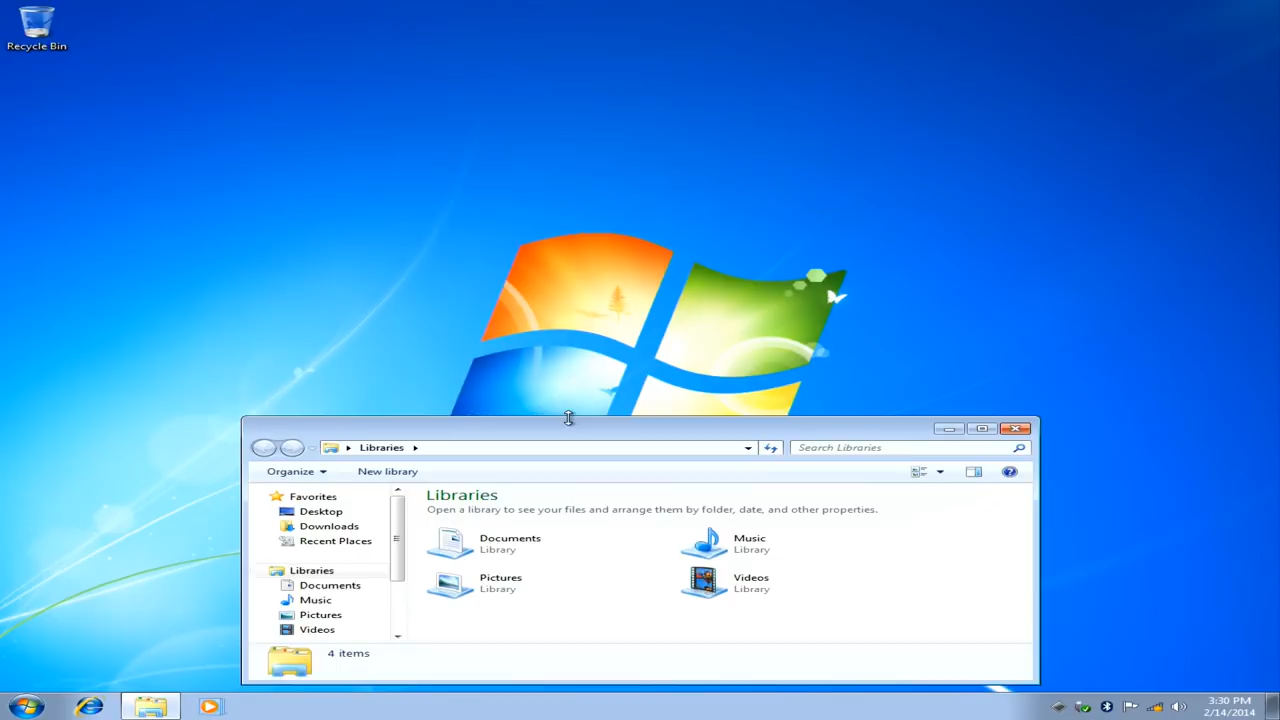 Recycle Bin
Libraries
Search Libraries
Organize
New library
Favorites
Desktop
Downloads
Recent Places
Libraries
Documents
Music
Pictures
Videos
Libraries
Open a library to see your files and arrange them by folder, date, and other properties.
Documents
Library
Music
Library
Pictures
Library
Videos
Library
4 items
3:30 PM
2/14/2014